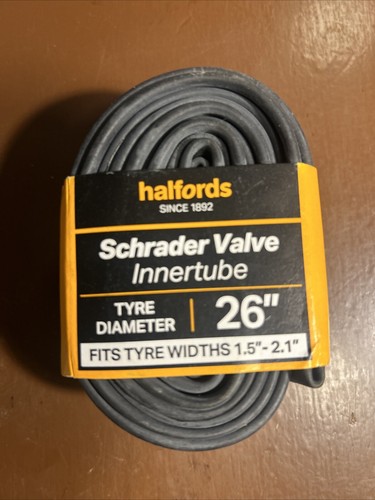 halfords
SINCE 1892
Schrader Valve
Innertube
TYRE
DIAMETER
26"
FITS TYRE WIDTHS 1.5"- 2.1"